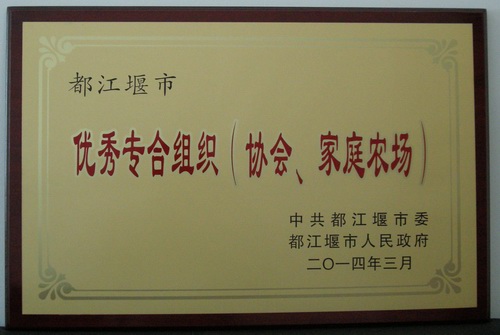 都江堰市
优秀专合组织（协会、家庭农场）
中共都江堰市委
都江堰市人民政府
二〇一四年三月